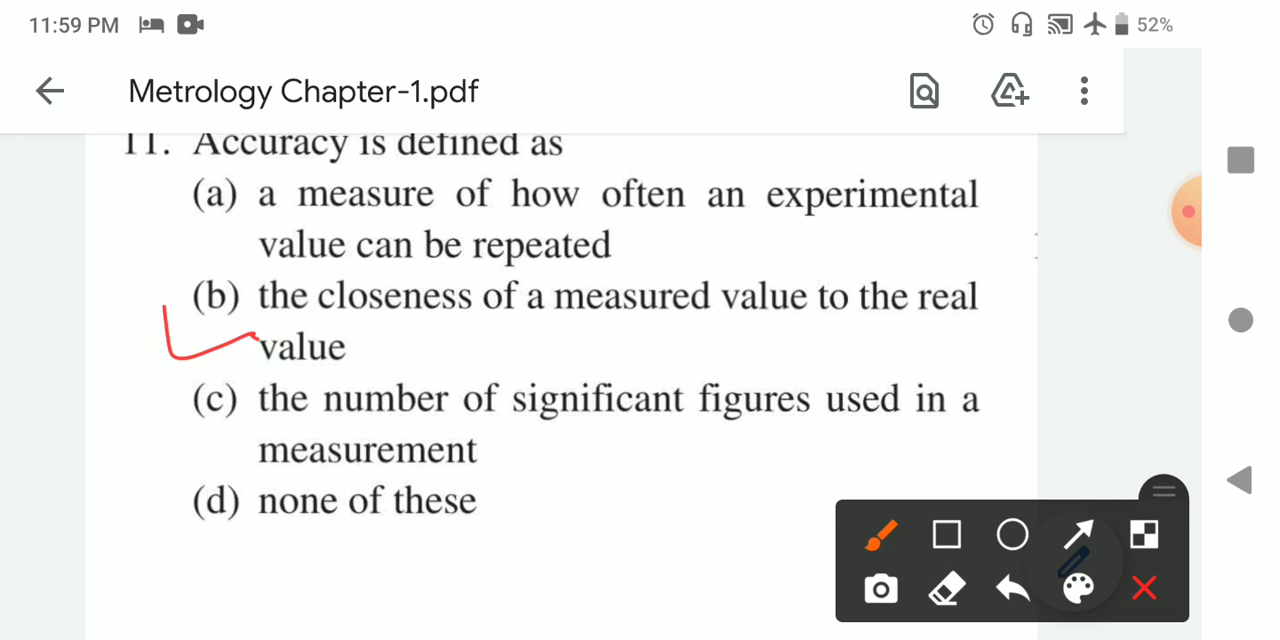 11:59 PM
52%
Metrology Chapter-1.pdf
11. Accuracy is defined as
(a) a measure of how often an experimental
value can be repeated
(b) the closeness of a measured value to the real
value
(c) the number of significant figures used in a
measurement
(d) none of these